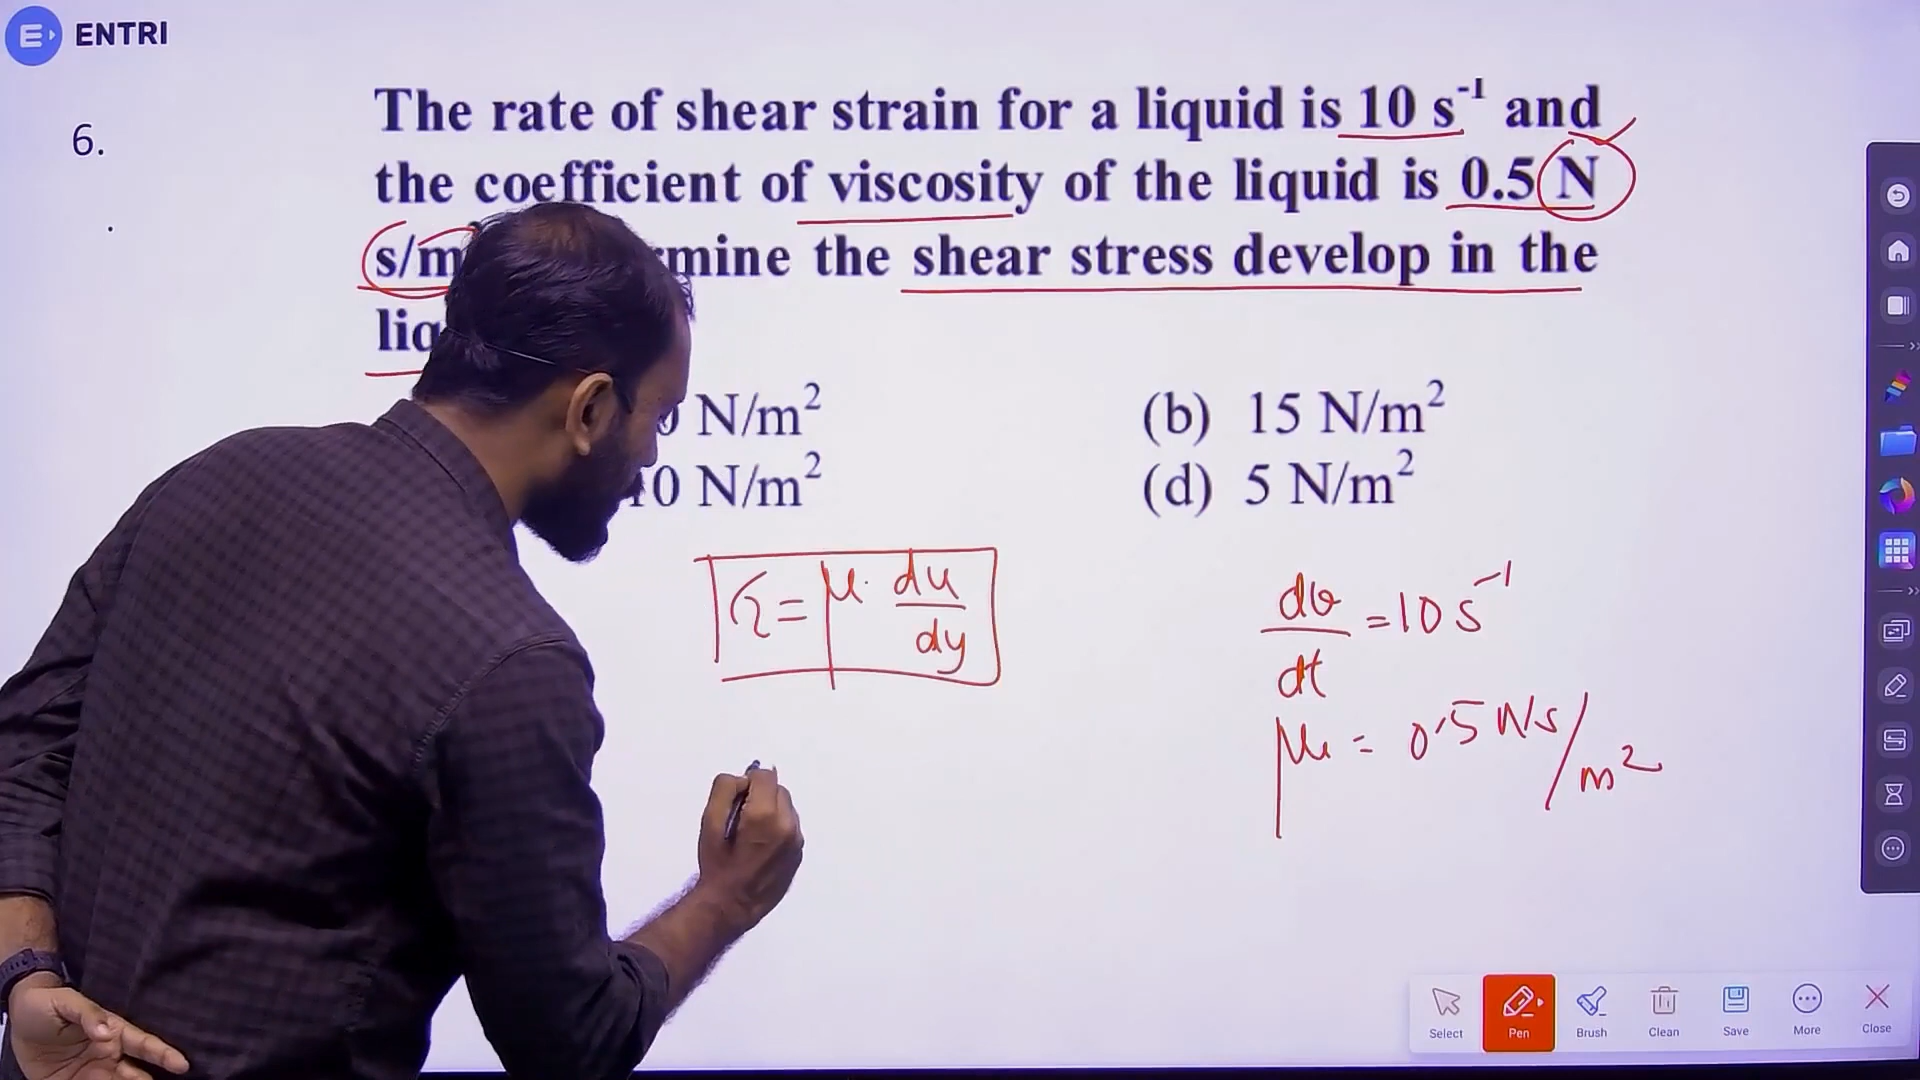 ENTRI
6.
The rate of shear strain for a liquid is 10 s⁻¹ and
the coefficient of viscosity of the liquid is 0.5 N
s/m the shear stress develop in the
N/m²
(b) 15 N/m²
10 N/m²
(d) 5 N/m²
τ = μ · du/dy
dθ/dt = 10 s⁻¹
μ = 0.5 Ns/m²
Select
Pen
Brush
Clean
Save
More
Close